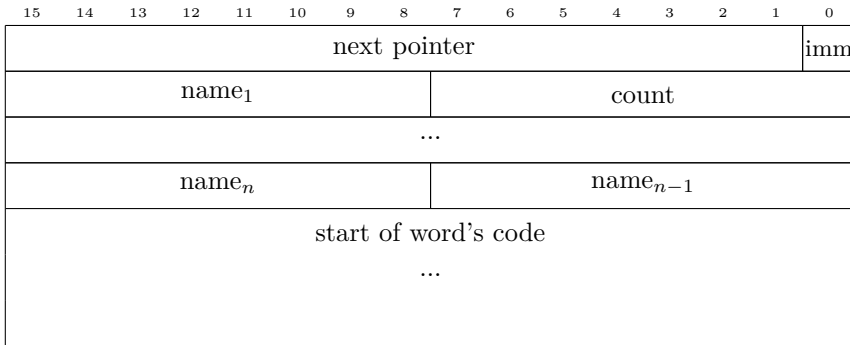 15 14 13 12 11 10 9 8 7 6 5 4 3 2 1 0
next pointer imm
name₁ count
...
nameₙ nameₙ₋₁
start of word's code
...